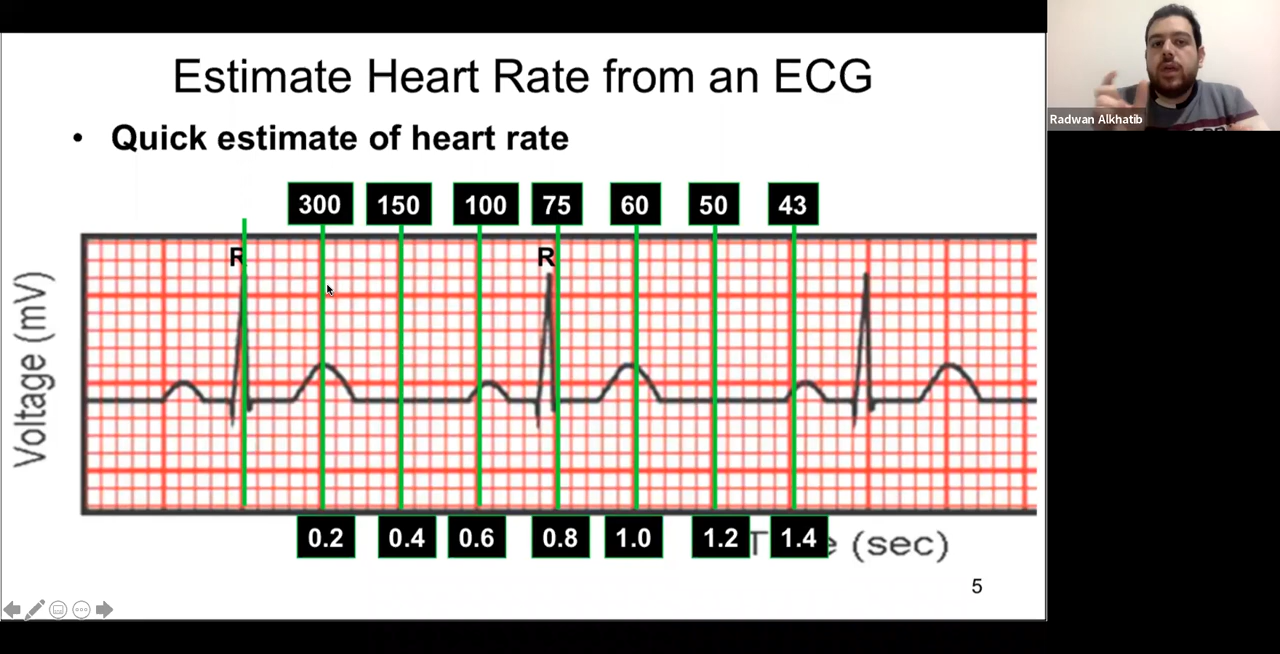 Estimate Heart Rate from an ECG
Radwan Alkhatib
• Quick estimate of heart rate
300 150 100 75 60 50 43
R R
Voltage (mV)
0.2 0.4 0.6 0.8 1.0 1.2 1.4 (sec)
5